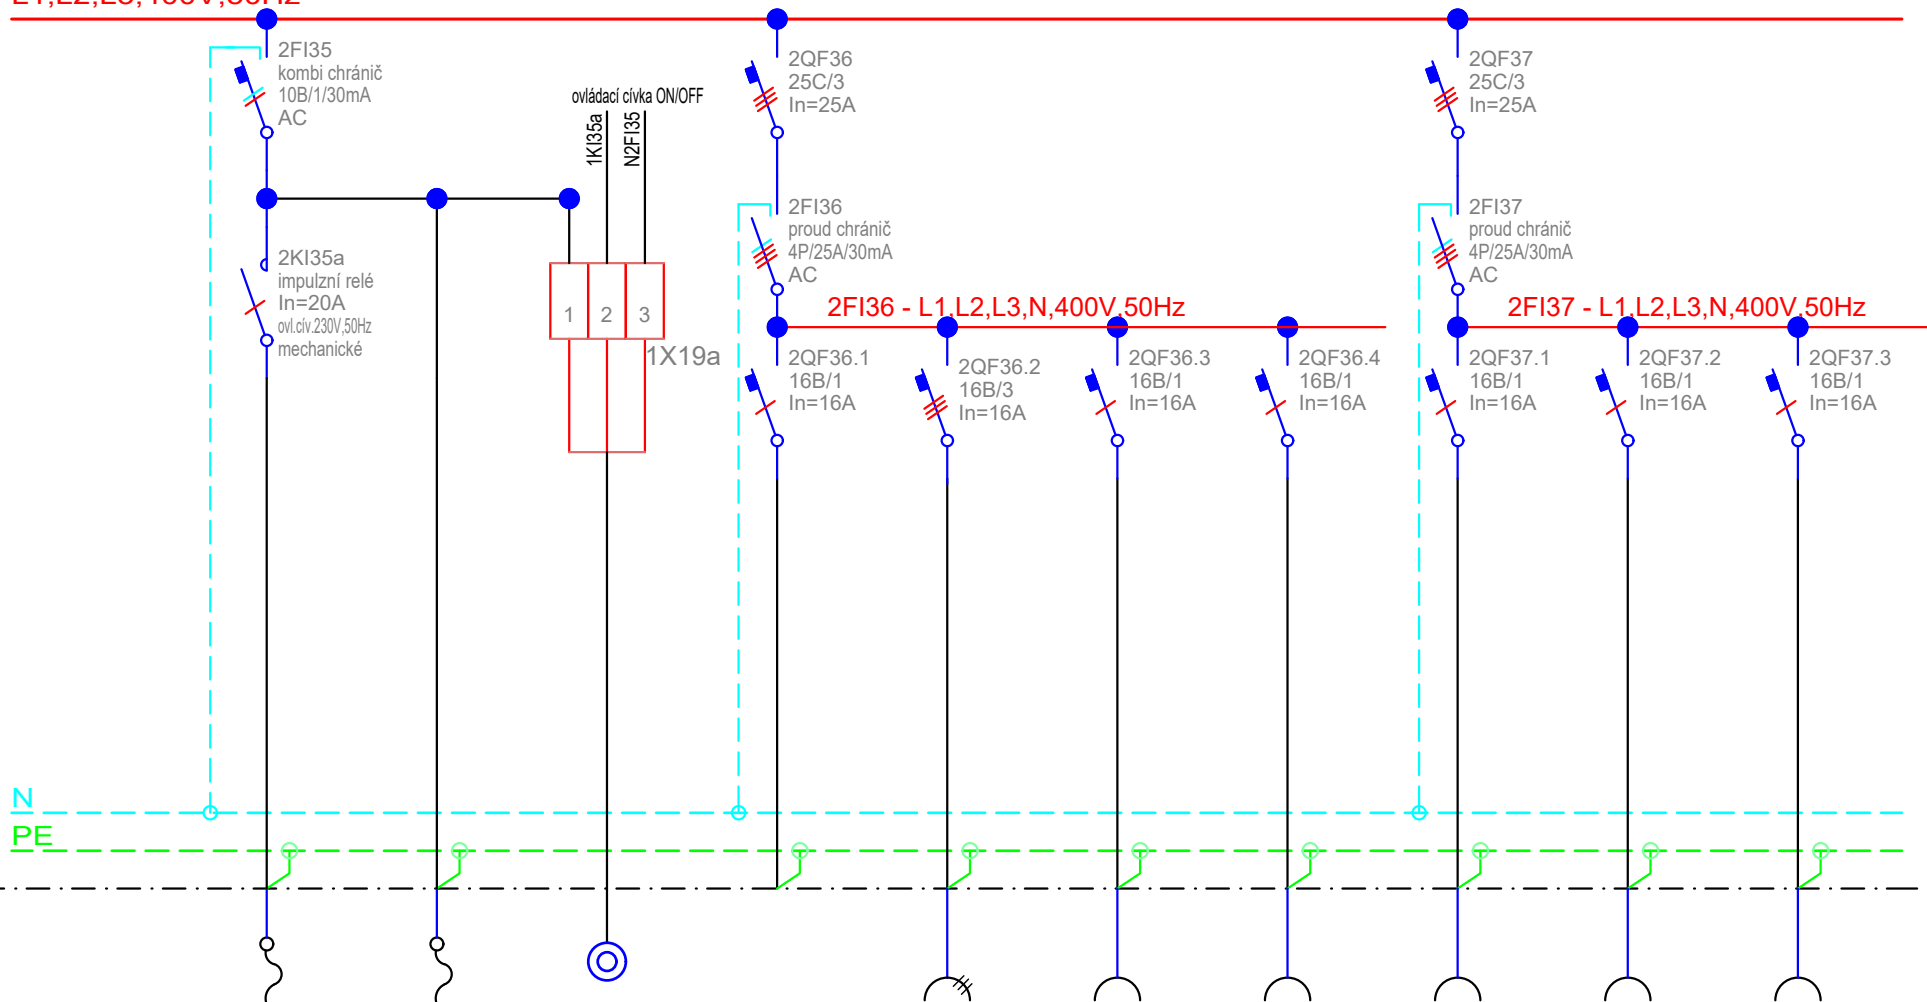 L1,L2,L3,400V,50Hz
2FI35
kombi chránič
10B/1/30mA
AC
ovládací cívka ON/OFF
1KI35a
N2FI35
2QF36
25C/3
In=25A
2QF37
25C/3
In=25A
2KI35a
impulzní relé
In=20A
ovl.cív.230V,50Hz
mechanické
1 2 3
1X19a
2FI36
proud chránič
4P/25A/30mA
AC
2FI37
proud chránič
4P/25A/30mA
AC
2FI36 - L1,L2,L3,N,400V,50Hz
2FI37 - L1,L2,L3,N,400V,50Hz
2QF36.1
16B/1
In=16A
2QF36.2
16B/3
In=16A
2QF36.3
16B/1
In=16A
2QF36.4
16B/1
In=16A
2QF37.1
16B/1
In=16A
2QF37.2
16B/1
In=16A
2QF37.3
16B/1
In=16A
N
PE